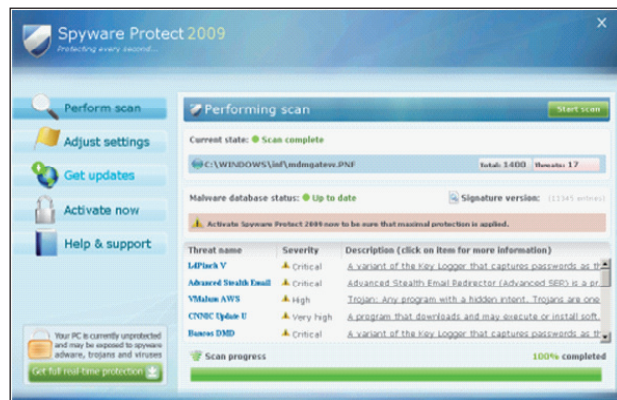 Spyware Protect 2009
Protecting every second...
X
Perform scan
Adjust settings
Get updates
Activate now
Help & support
Performing scan
Start scan
Current state: Scan complete
C:\WINDOWS\inf\mdmgatew.PNF
Total: 1400 Threats: 17
Malware database status: Up to date
Signature version: (11345 entries)
Activate Spyware Protect 2009 now to be sure that maximal protection is applied.
Threat name Severity Description (click on item for more information)
LdPinch V Critical A variant of the Key Logger that captures passwords as th
Advanced Stealth Email Critical Advanced Stealth Email Redirector (Advanced SER) is a pr
VMalum AWS High Trojan: Any program with a hidden intent. Trojans are one
CNNIC Update U Very high A program that downloads and may execute or install soft
Bancos DMD Critical A variant of the Key Logger that captures passwords as th
Scan progress
100% completed
Your PC is currently unprotected
and may be exposed to spyware
adware, trojans and viruses
Get full real-time protection